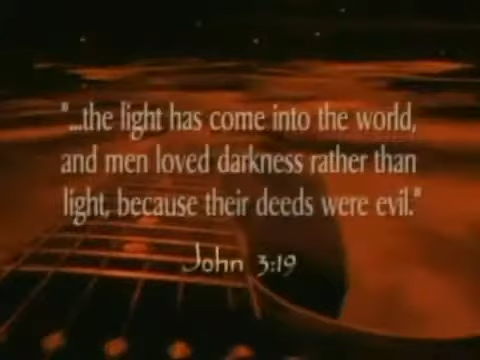 "...the light has come into the world,
and men loved darkness rather than
light, because their deeds were evil."
John 3:19